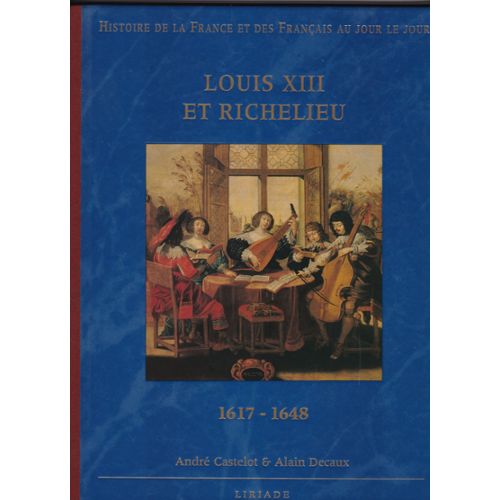 HISTOIRE DE LA FRANCE ET DES FRANÇAIS AU JOUR LE JOUR
LOUIS XIII
ET RICHELIEU
1617 - 1648
André Castelot & Alain Decaux
LIRIADE